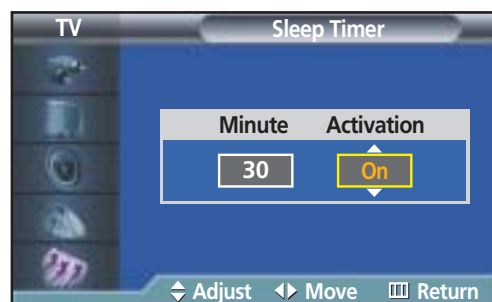 TV Sleep Timer
Minute Activation
30 On
Adjust Move Return